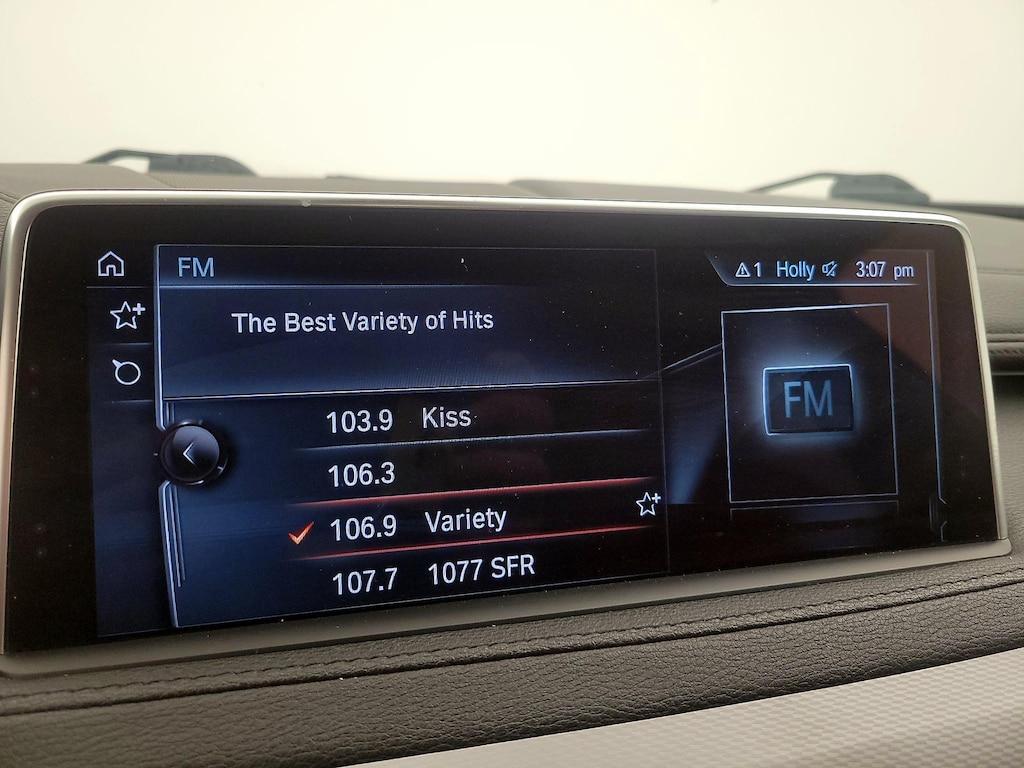 FM
1 Holly 3:07 pm
The Best Variety of Hits
FM
103.9 Kiss
106.3
106.9 Variety
107.7 1077 SFR